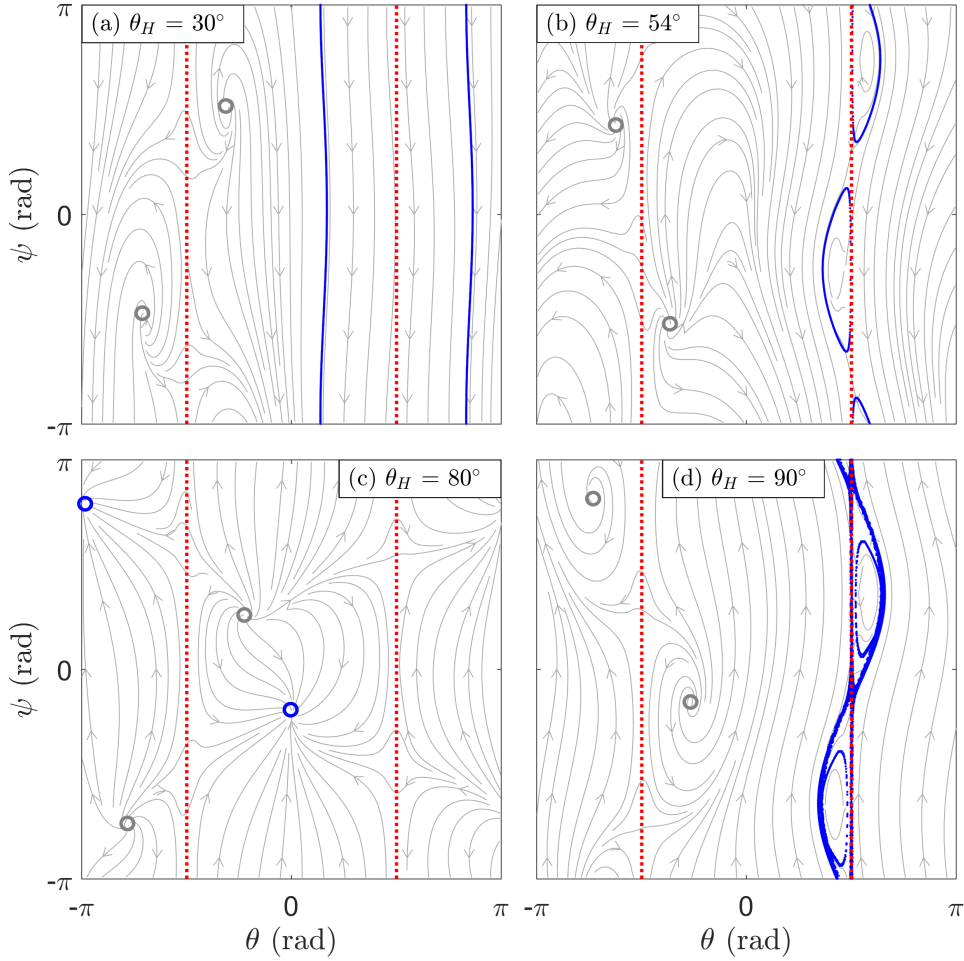 π
(a) θ_H = 30°
(b) θ_H = 54°
ψ (rad)
0
-π
π
(c) θ_H = 80°
(d) θ_H = 90°
ψ (rad)
0
-π
-π 0 π -π 0 π
θ (rad) θ (rad)